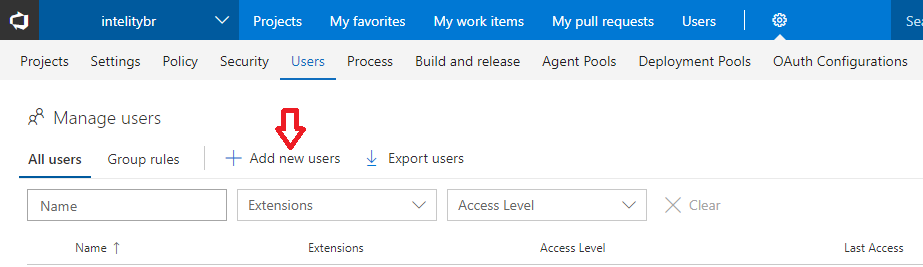 intelitybr Projects My favorites My work items My pull requests Users Sea
Projects Settings Policy Security Users Process Build and release Agent Pools Deployment Pools OAuth Configurations
Manage users
All users Group rules Add new users Export users
Name Extensions Access Level Clear
Name Extensions Access Level Last Access